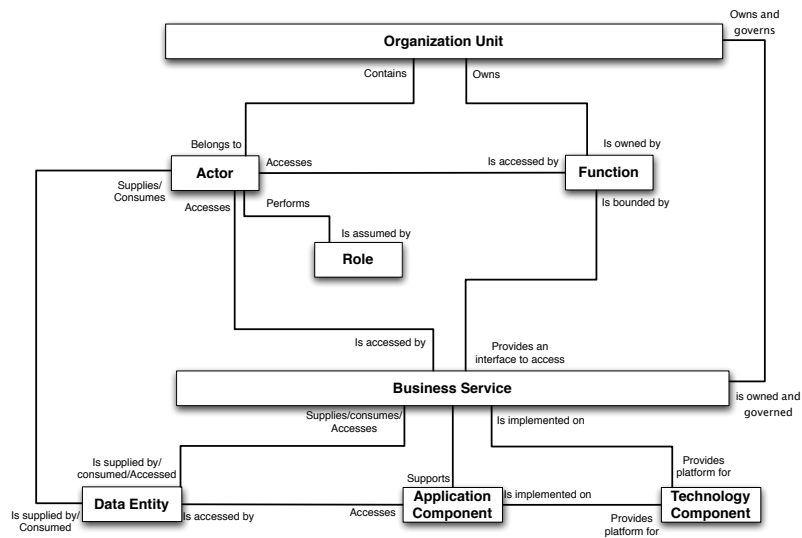 Owns and
governs
Organization Unit
Contains
Owns
Belongs to
Is owned by
Actor
Accesses
Is accessed by
Function
Supplies/
Consumes
Accesses
Performs
Is bounded by
Is assumed by
Role
Is accessed by
Provides an
interface to access
Business Service
is owned and
governed
Supplies/consumes/
Accesses
Is implemented on
Is supplied by/
consumed/Accessed
Provides
platform for
Supports
Data Entity
Application
Component
Is implemented on
Technology
Component
Is supplied by/
Consumed
Is accessed by
Accesses
Provides
platform for